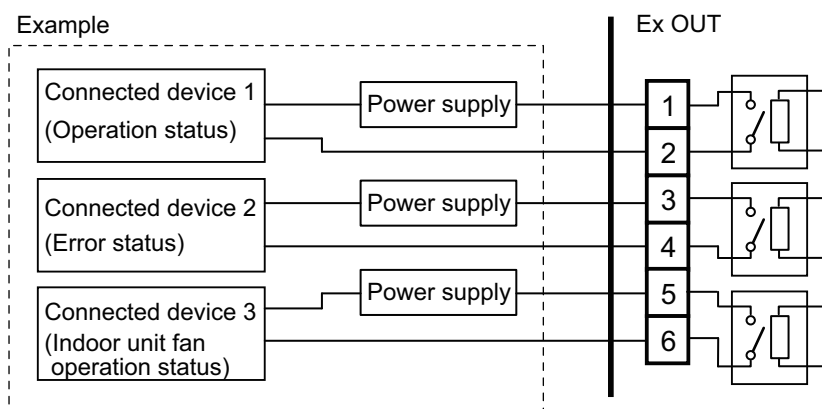 Example
Ex OUT
Connected device 1
(Operation status)
Power supply
1
2
Connected device 2
(Error status)
Power supply
3
4
Connected device 3
(Indoor unit fan
operation status)
Power supply
5
6